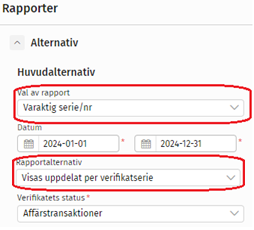 Rapporter
Alternativ
Huvudalternativ
Val av rapport
Varaktig serie/nr
Datum
2024-01-01 * 2024-12-31 *
Rapportalternativ
Visas uppdelat per verifikatserie
Verifikatets status *
Affärstransaktioner